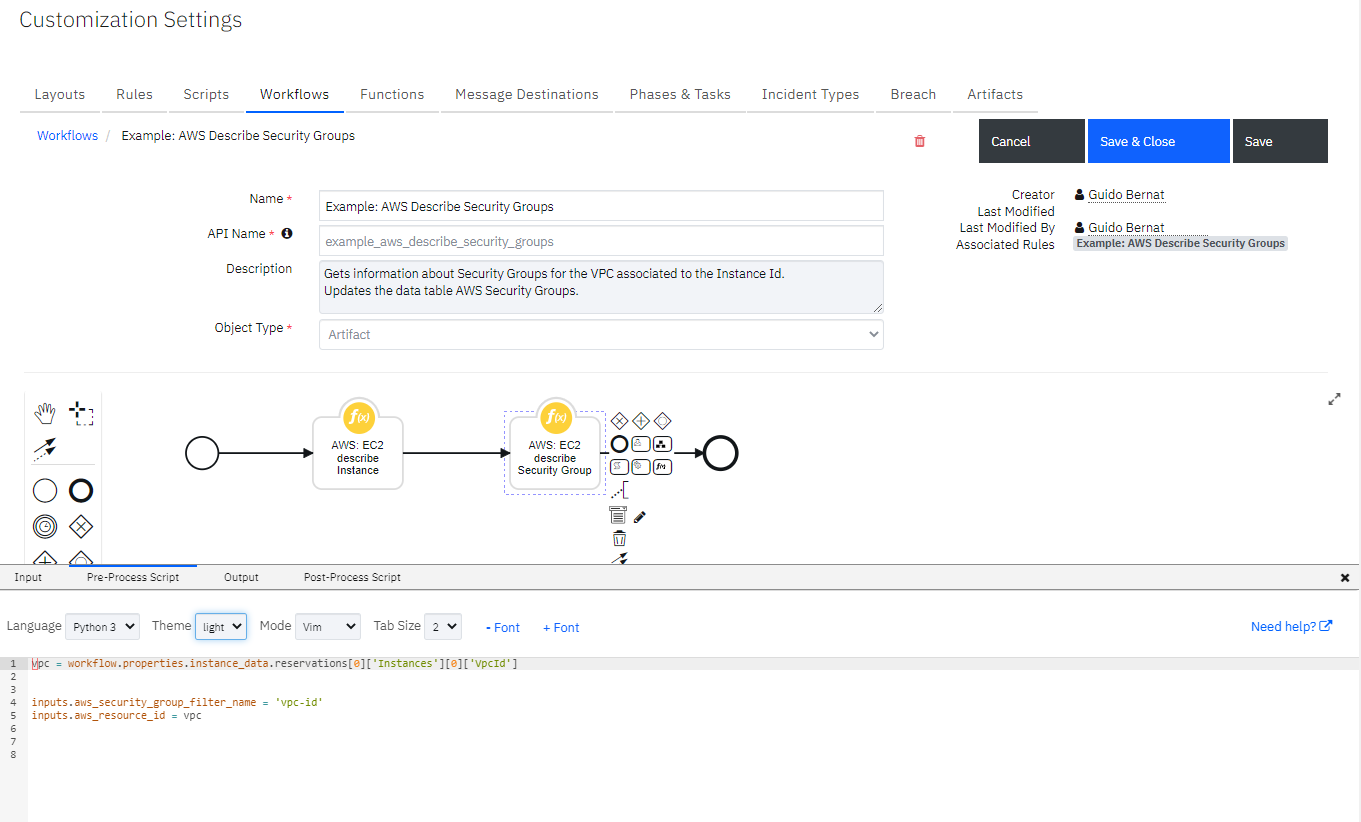 Customization Settings
Layouts Rules Scripts Workflows Functions Message Destinations Phases & Tasks Incident Types Breach Artifacts
Workflows / Example: AWS Describe Security Groups
Cancel Save & Close Save
Name * Example: AWS Describe Security Groups
API Name * example_aws_describe_security_groups
Description Gets information about Security Groups for the VPC associated to the Instance Id.
Updates the data table AWS Security Groups.
Object Type * Artifact
Creator Guido Bernat
Last Modified
Last Modified By Guido Bernat
Associated Rules Example: AWS Describe Security Groups
f(x)
AWS: EC2
describe
Instance
f(x)
AWS: EC2
describe
Security Group
f(x)
Input Pre-Process Script Output Post-Process Script
Language Python 3 Theme light Mode Vim Tab Size 2 - Font + Font Need help?
1 vpc = workflow.properties.instance_data.reservations[0]['Instances'][0]['VpcId']
2
3
4 inputs.aws_security_group_filter_name = 'vpc-id'
5 inputs.aws_resource_id = vpc
6
7
8